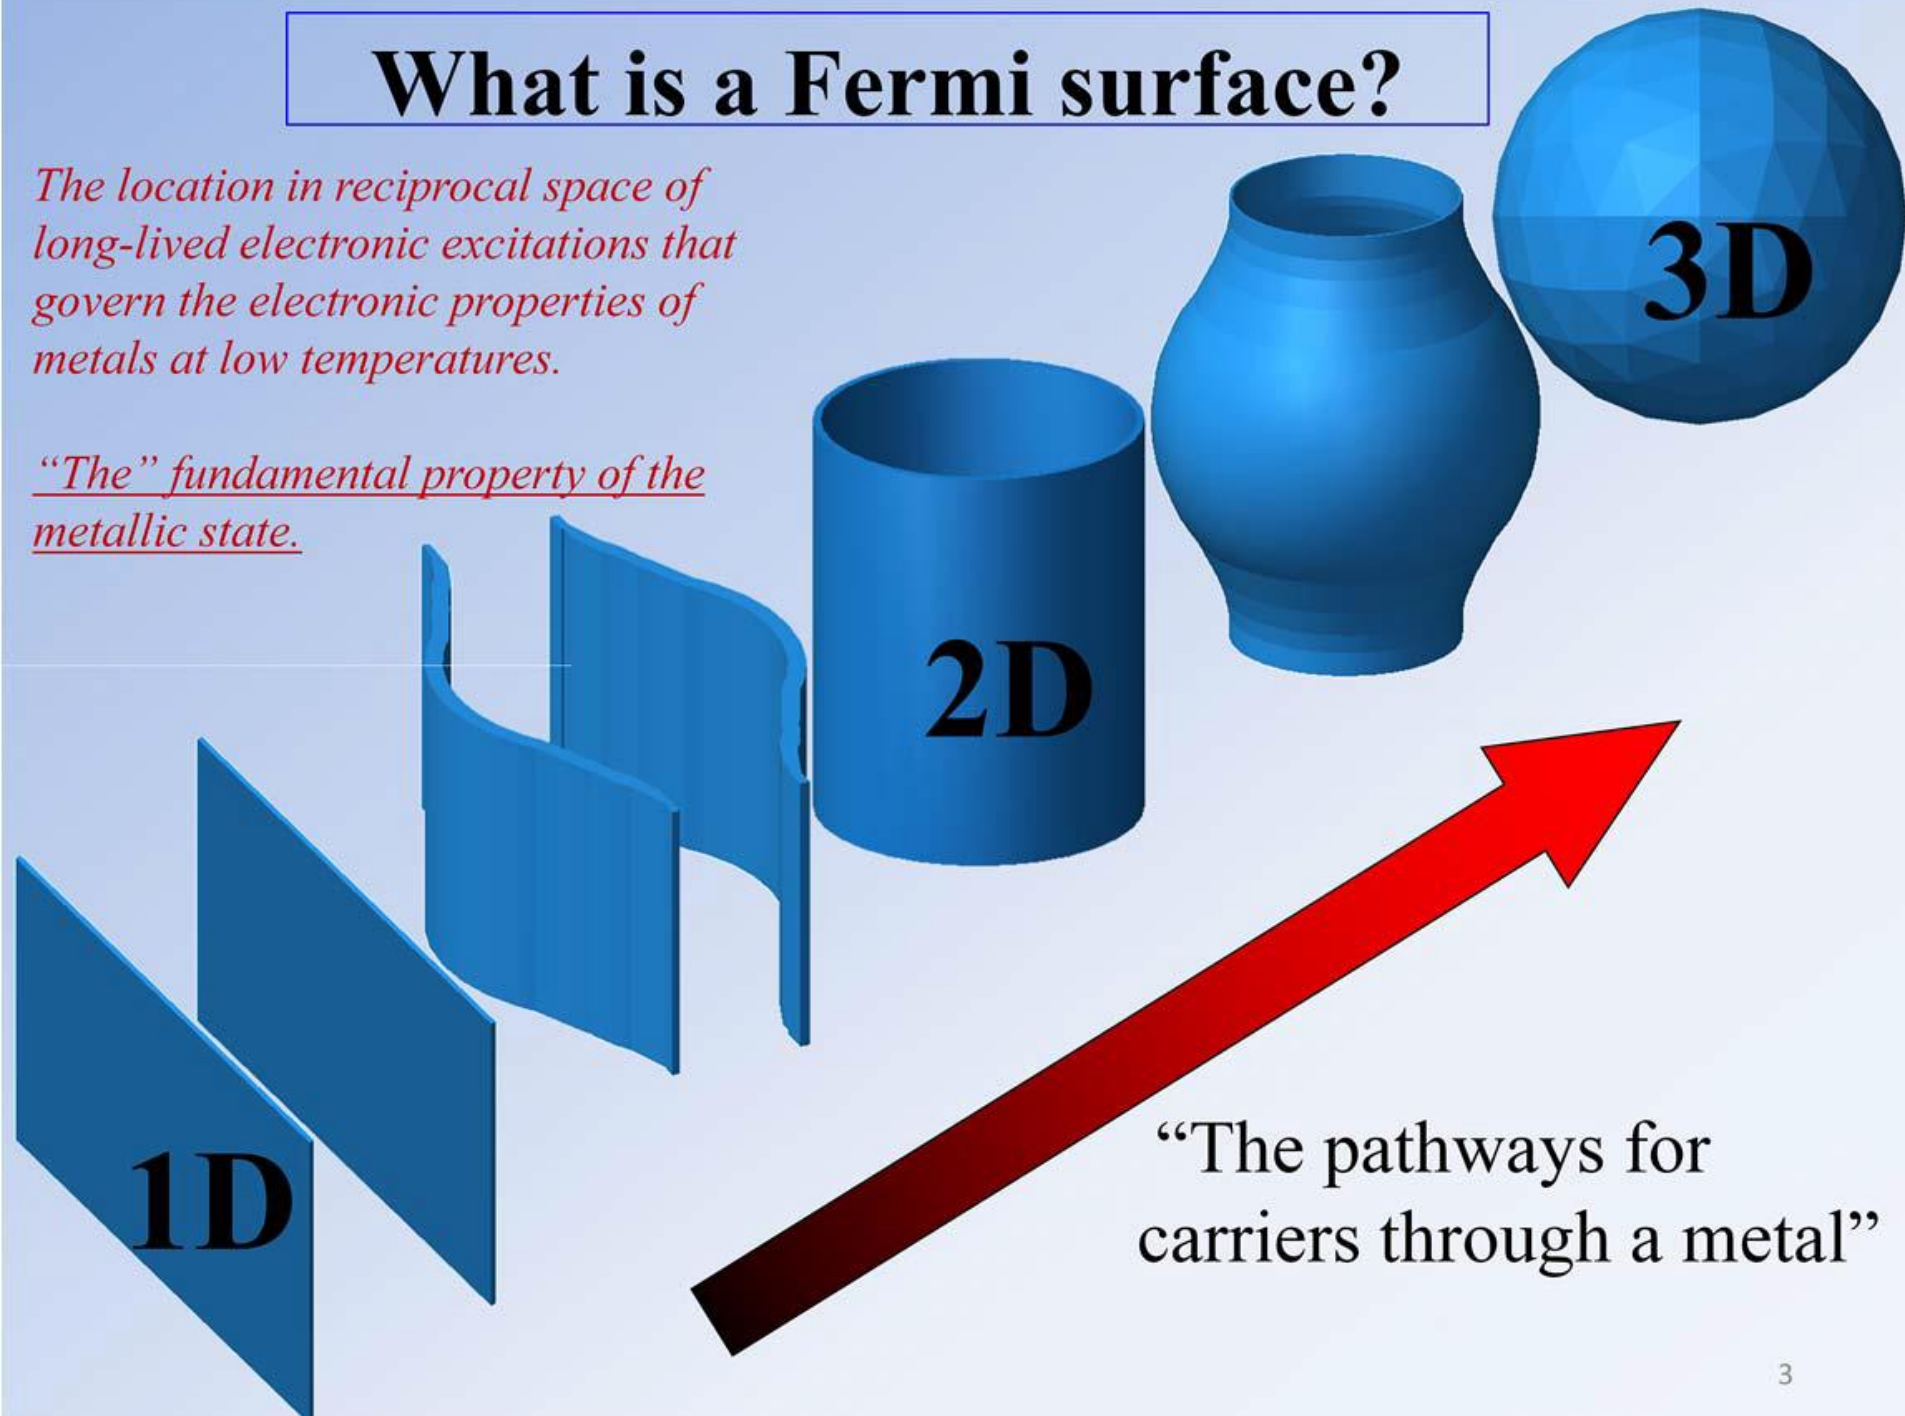 What is a Fermi surface?
The location in reciprocal space of
long-lived electronic excitations that
govern the electronic properties of
metals at low temperatures.
“The” fundamental property of the
metallic state.
3D
2D
1D
“The pathways for
carriers through a metal”
3